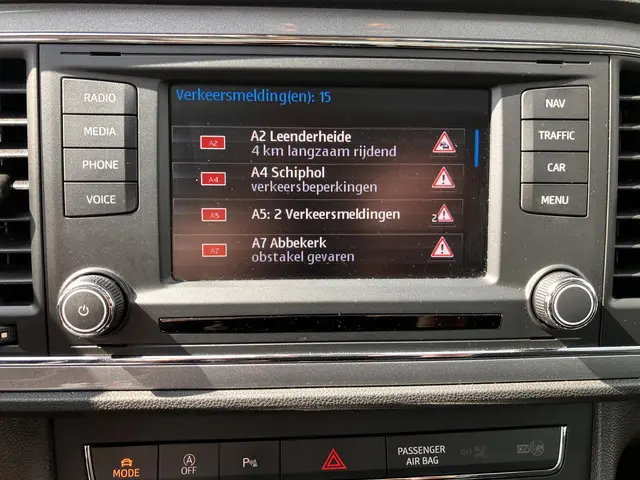 Verkeersmelding(en): 15
RADIO
MEDIA
PHONE
VOICE
A2
A2 Leenderheide
4 km langzaam rijdend
A4
A4 Schiphol
verkeersbeperkingen
A5
A5: 2 Verkeersmeldingen
2
A7
A7 Abbekerk
obstakel gevaren
NAV
TRAFFIC
CAR
MENU
MODE
A
OFF
P
PASSENGER
AIR BAG